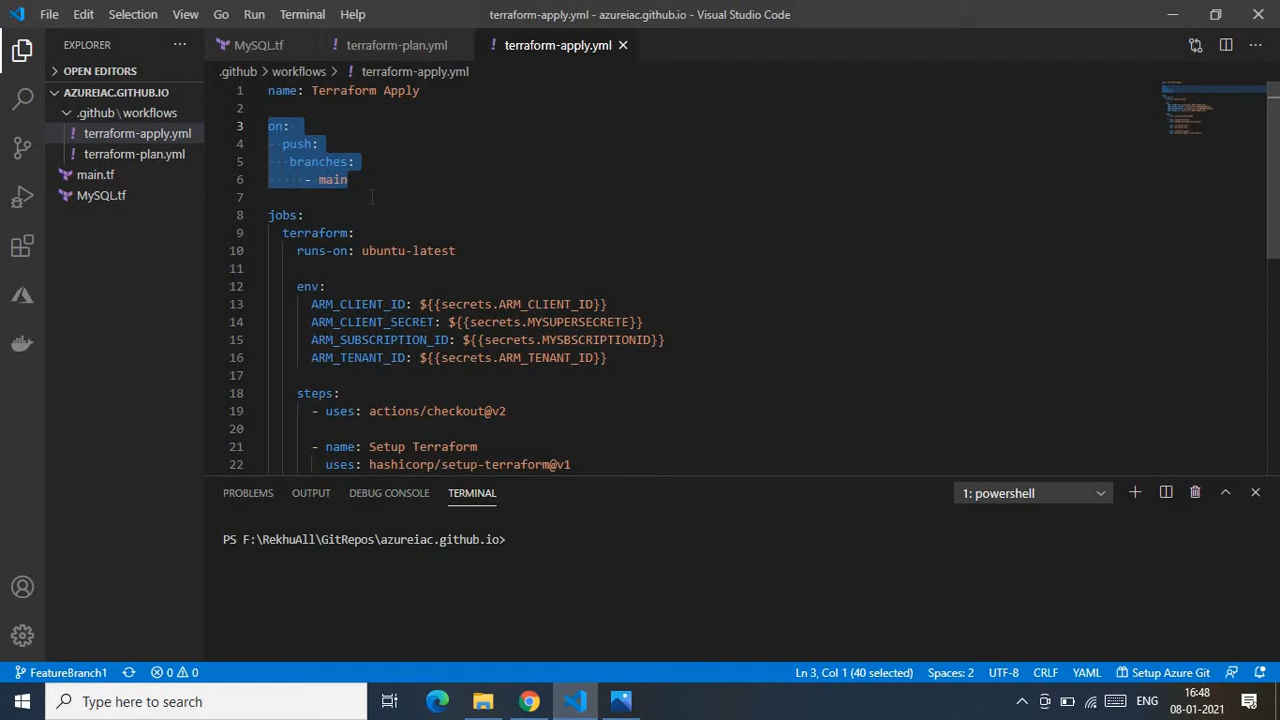 File Edit Selection View Go Run Terminal Help
terraform-apply.yml - azureiac.github.io - Visual Studio Code
EXPLORER
MySQL.tf
terraform-plan.yml
terraform-apply.yml
OPEN EDITORS
AZUREIAC.GITHUB.IO
.github\workflows
terraform-apply.yml
terraform-plan.yml
main.tf
MySQL.tf
.github > workflows > terraform-apply.yml
1 name: Terraform Apply
2
3 on:
4 push:
5 branches:
6 - main
7
8 jobs:
9 terraform:
10 runs-on: ubuntu-latest
11
12 env:
13 ARM_CLIENT_ID: ${{secrets.ARM_CLIENT_ID}}
14 ARM_CLIENT_SECRET: ${{secrets.MYSUPERSECRETE}}
15 ARM_SUBSCRIPTION_ID: ${{secrets.MYSBSCRIPTIONID}}
16 ARM_TENANT_ID: ${{secrets.ARM_TENANT_ID}}
17
18 steps:
19 - uses: actions/checkout@v2
20
21 - name: Setup Terraform
22 uses: hashicorp/setup-terraform@v1
PROBLEMS OUTPUT DEBUG CONSOLE TERMINAL
1: powershell
PS F:\RekhuAll\GitRepos\azureiac.github.io>
FeatureBranch1 0 0
Ln 3, Col 1 (40 selected) Spaces: 2 UTF-8 CRLF YAML Setup Azure Git
Type here to search
ENG
16:48
08-01-2021